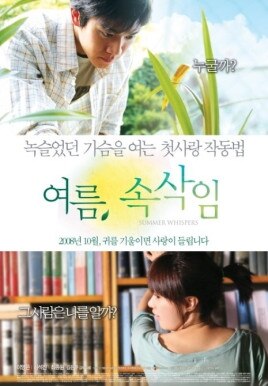 누굴까?
녹슬었던 가슴을 여는 첫사랑 작동법
여름, 속삭임
SUMMER WHISPERS
2008년 10월, 귀를 기울이면 사랑이 들립니다
그 사람은 나를 알까?